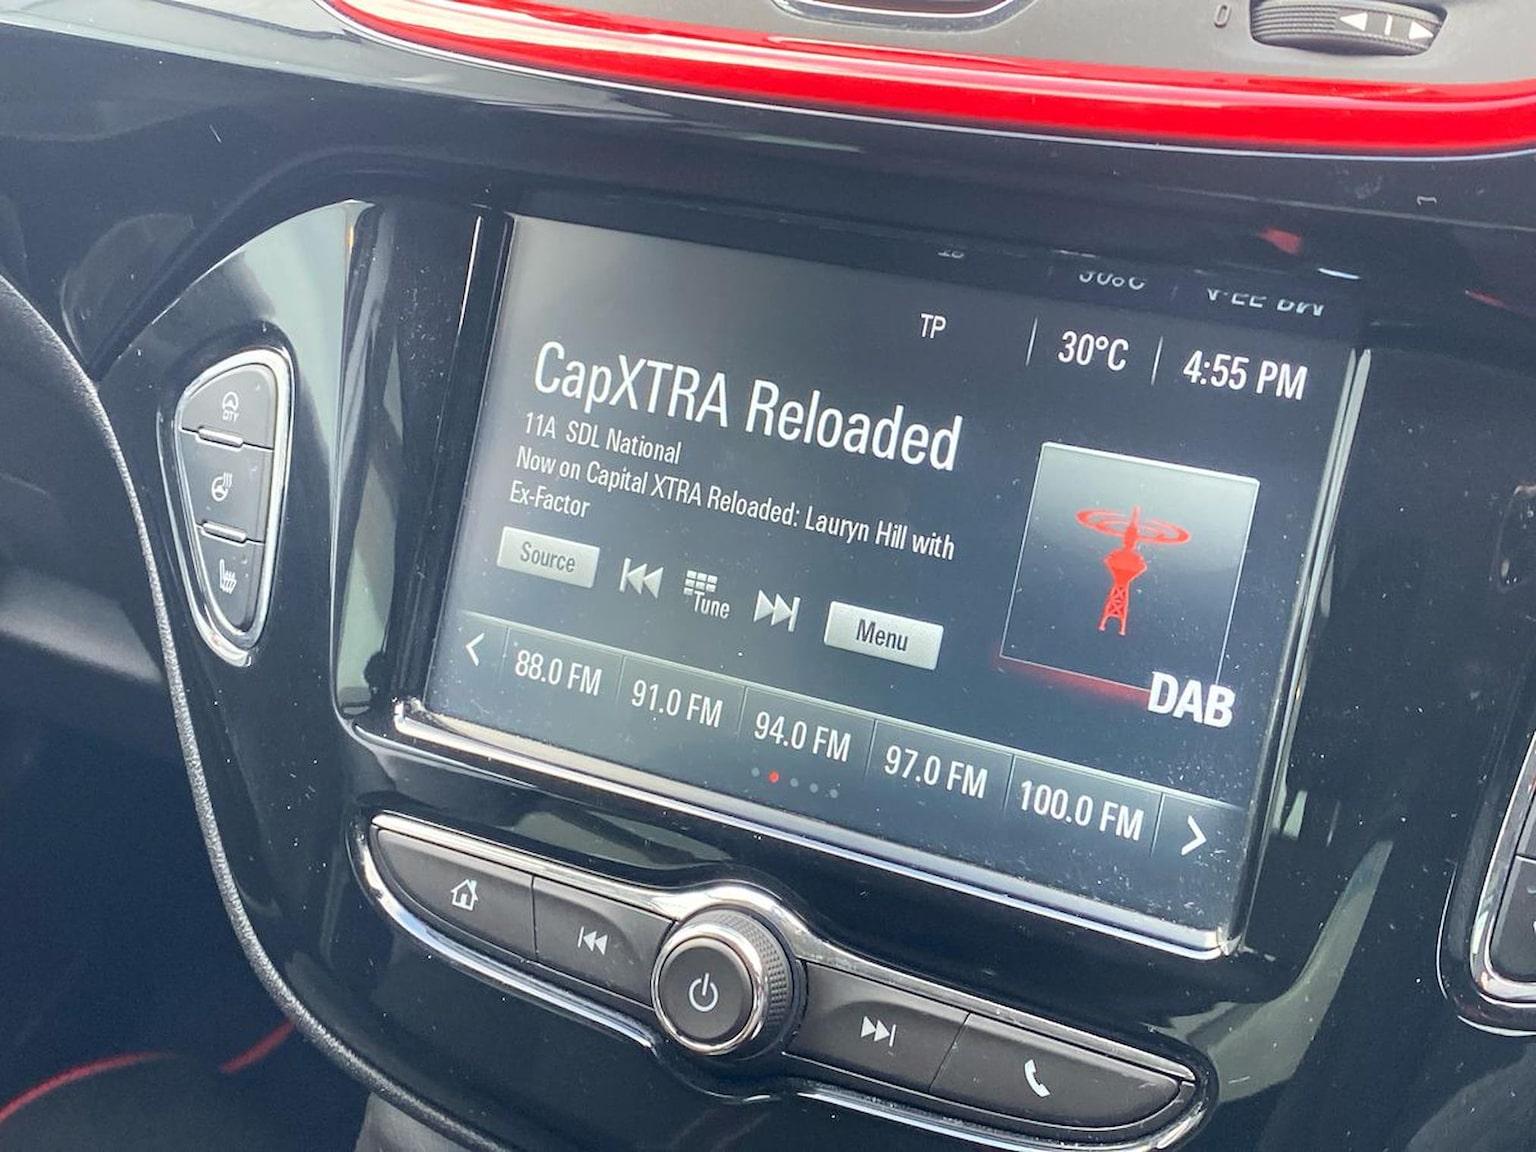 TP 30°C 4:55 PM
CapXTRA Reloaded
11A SDL National
Now on Capital XTRA Reloaded: Lauryn Hill with
Ex-Factor
Source Tune Menu
DAB
88.0 FM 91.0 FM 94.0 FM 97.0 FM 100.0 FM
CITY
0